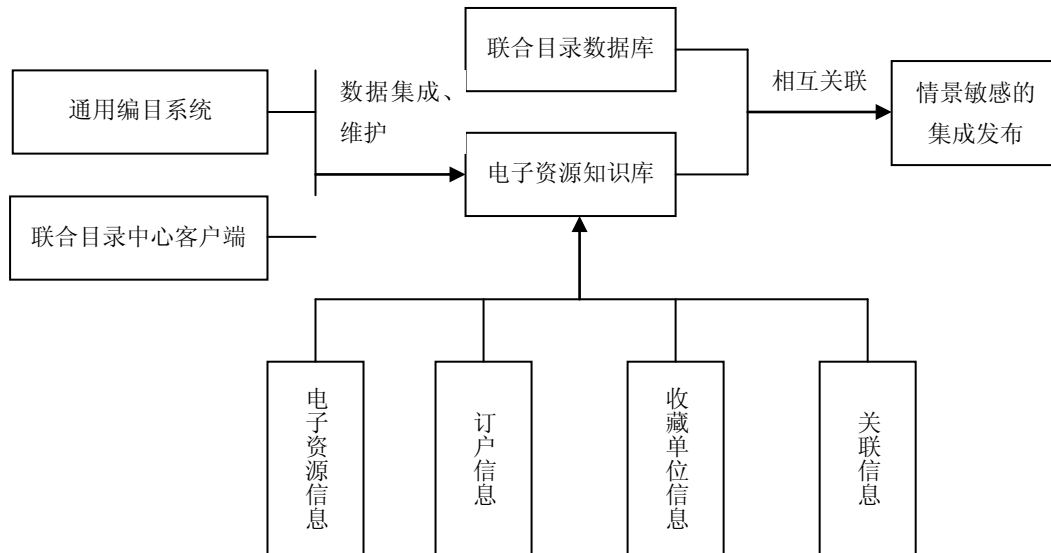 联合目录数据库
通用编目系统
数据集成、
维护
相互关联
情景敏感的
集成发布
电子资源知识库
联合目录中心客户端
电子资源信息
订户信息
收藏单位信息
关联信息